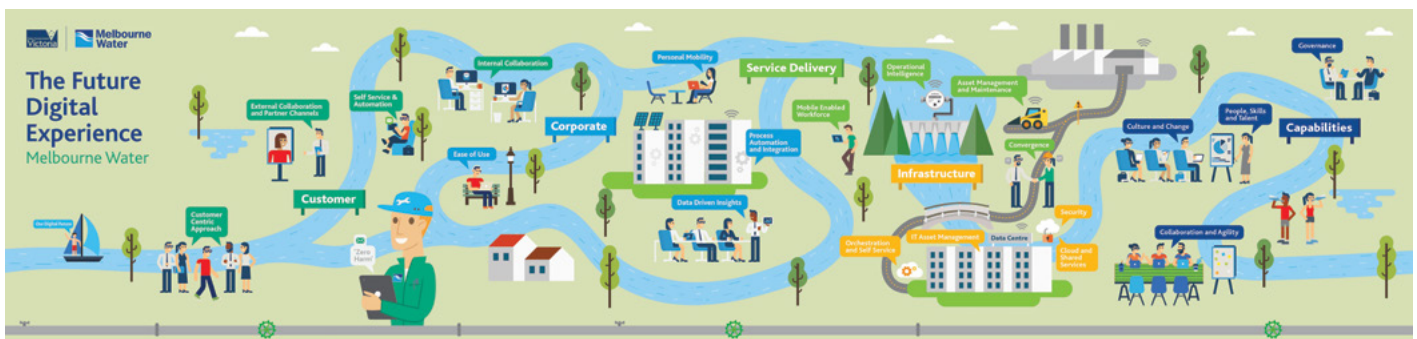 Victoria
Melbourne
Water
The Future
Digital
Experience
Melbourne Water
Our Digital Future
Customer
Centric
Approach
External Collaboration
and Partner Channels
Self Service &
Automation
Customer
'Zero
Harm'
Internal Collaboration
Ease of Use
Corporate
Personal Mobility
Process
Automation
and Integration
Data Driven Insights
Service Delivery
Mobile Enabled
Workforce
Operational
Intelligence
Asset Management
and Maintenance
Convergence
Infrastructure
Orchestration
and Self Service
IT Asset Management
Data Centre
Security
Cloud and
Shared
Services
Culture and Change
People, Skills
and Talent
Governance
Capabilities
Collaboration and Agility